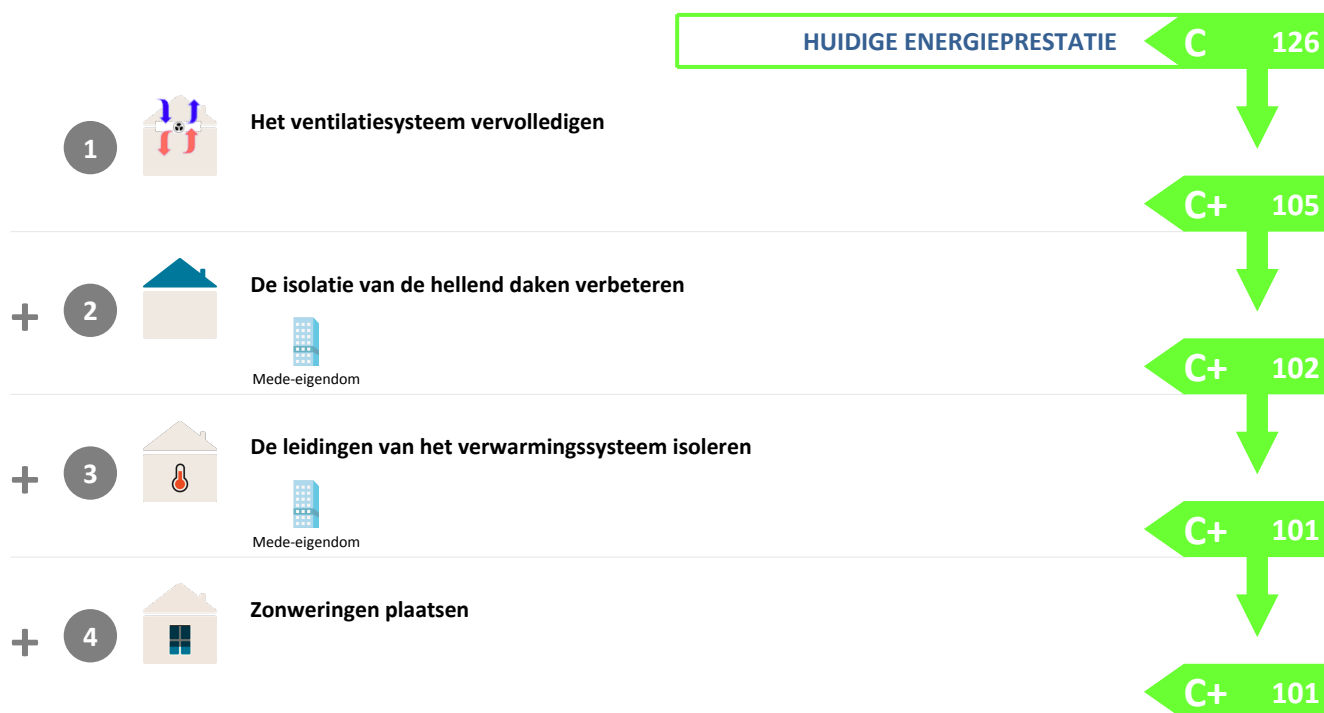 HUIDIGE ENERGIEPRESTATIE C 126
1 Het ventilatiesysteem vervolledigen
C+ 105
+ 2 De isolatie van de hellend daken verbeteren
Mede-eigendom
C+ 102
+ 3 De leidingen van het verwarmingssysteem isoleren
Mede-eigendom
C+ 101
+ 4 Zonweringen plaatsen
C+ 101